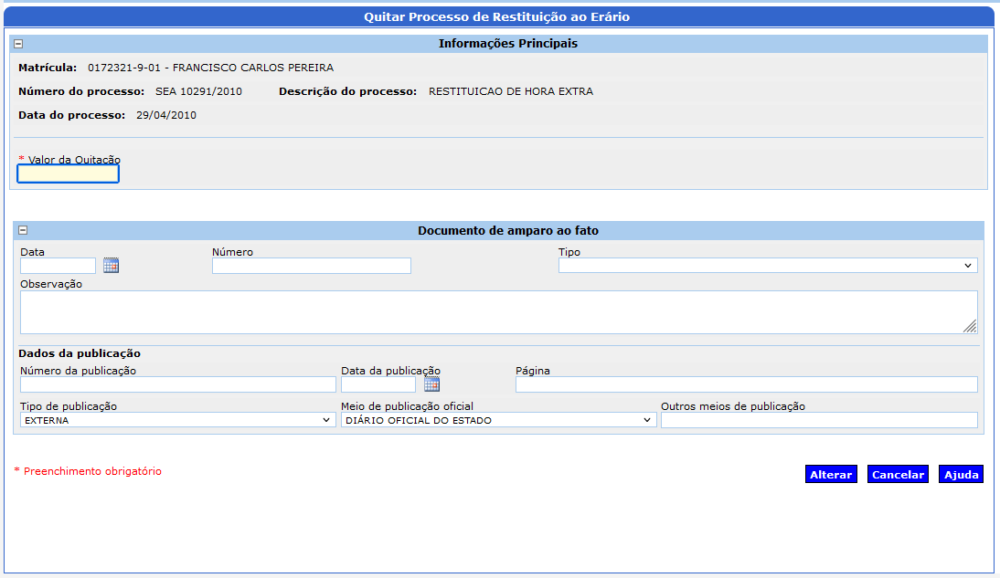 Quitar Processo de Restituição ao Erário
Informações Principais
Matrícula: 0172321-9-01 - FRANCISCO CARLOS PEREIRA
Número do processo: SEA 10291/2010 Descrição do processo: RESTITUICAO DE HORA EXTRA
Data do processo: 29/04/2010
* Valor da Quitação
Documento de amparo ao fato
Data Número Tipo
Observação
Dados da publicação
Número da publicação Data da publicação Página
Tipo de publicação Meio de publicação oficial Outros meios de publicação
EXTERNA DIÁRIO OFICIAL DO ESTADO
* Preenchimento obrigatório
Alterar Cancelar Ajuda